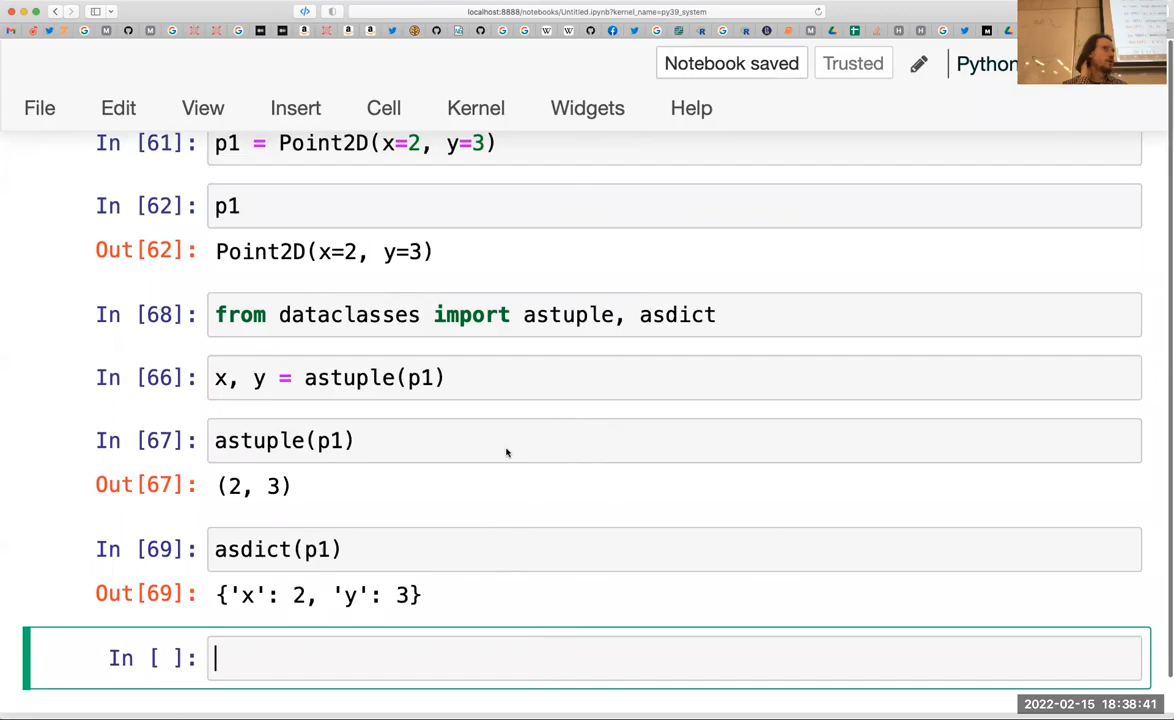 localhost:8888/notebooks/Untitled.ipynb?kernel_name=py39_system
Notebook saved
Trusted
Python
File Edit View Insert Cell Kernel Widgets Help
In [61]: p1 = Point2D(x=2, y=3)
In [62]: p1
Out[62]: Point2D(x=2, y=3)
In [68]: from dataclasses import astuple, asdict
In [66]: x, y = astuple(p1)
In [67]: astuple(p1)
Out[67]: (2, 3)
In [69]: asdict(p1)
Out[69]: {'x': 2, 'y': 3}
In [ ]:
2022-02-15 18:38:41